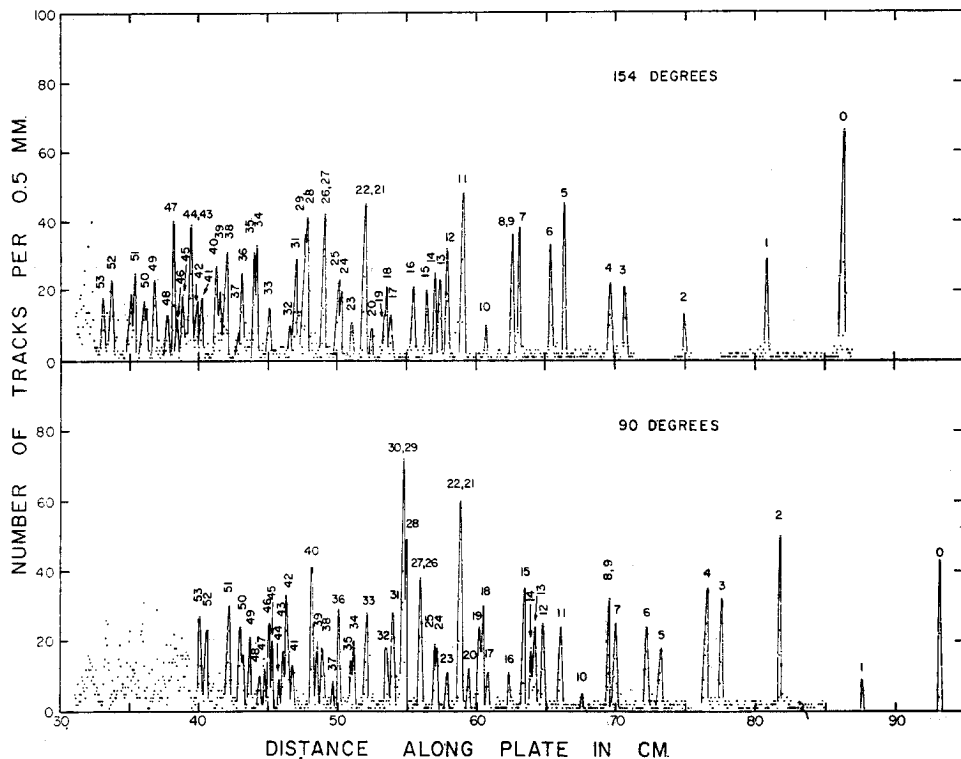 100
80
60
40
20
0
154 DEGREES
53 52 51 50 49 48 47 46 45 44,43 42 41 40 39 38 37 36 35 34 33 32 31 29 28 26,27 25 24 23 22,21 20 19 18 17 16 15 14 13 12 11 10 8,9 7 6 5 4 3 2 1 0
NUMBER OF TRACKS PER 0.5 MM.
80
60
40
20
0
90 DEGREES
53 52 51 50 49 48 47 46 45 44 43 42 41 40 39 38 37 36 35 34 33 32 31 30,29 28 27,26 25 24 23 22,21 20 19 18 17 16 15 14 13 12 11 10 8,9 7 6 5 4 3 2 1 0
30 40 50 60 70 80 90
DISTANCE ALONG PLATE IN CM.